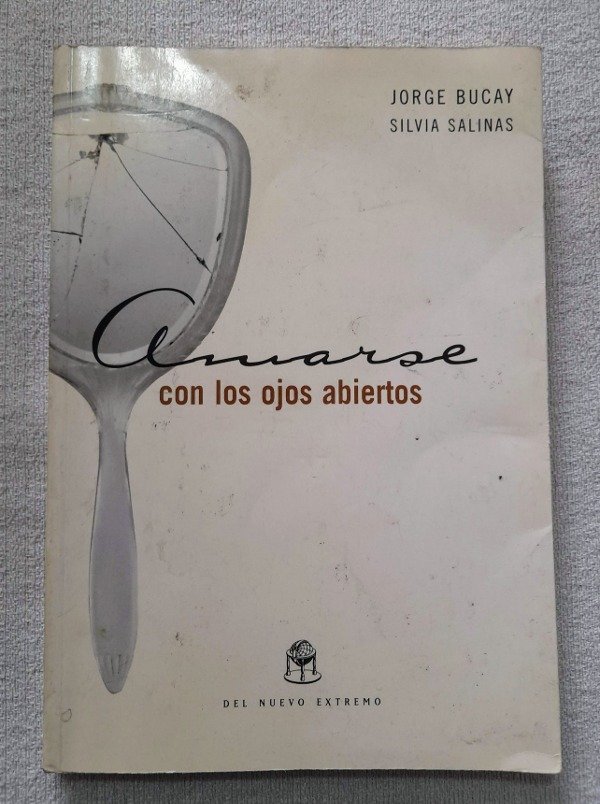 JORGE BUCAY
SILVIA SALINAS
Amarse
con los ojos abiertos
DEL NUEVO EXTREMO